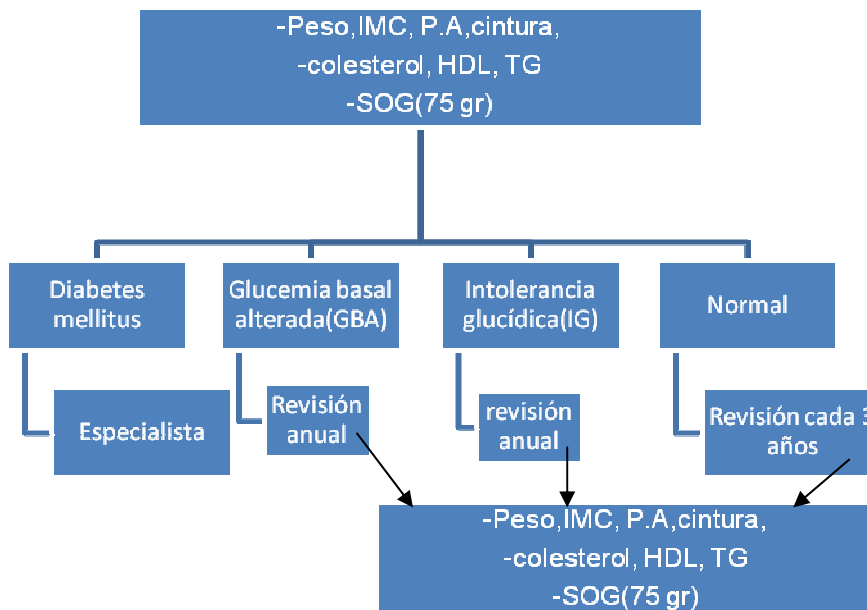 -Peso,IMC, P.A,cintura,
-colesterol, HDL, TG
-SOG(75 gr)
Diabetes
mellitus
Glucemia basal
alterada(GBA)
Intolerancia
glucídica(IG)
Normal
Especialista
Revisión
anual
revisión
anual
Revisión cada 3
años
-Peso,IMC, P.A,cintura,
-colesterol, HDL, TG
-SOG(75 gr)